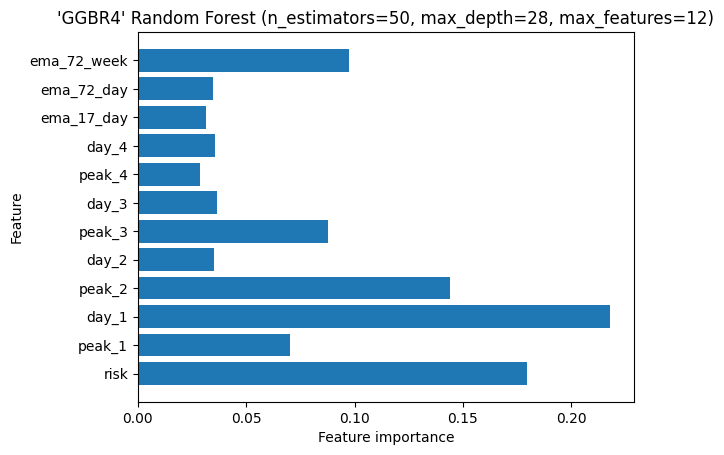 'GGBR4' Random Forest (n_estimators=50, max_depth=28, max_features=12)
ema_72_week
ema_72_day
ema_17_day
day_4
peak_4
day_3
peak_3
day_2
peak_2
day_1
peak_1
risk
Feature
0.00 0.05 0.10 0.15 0.20
Feature importance